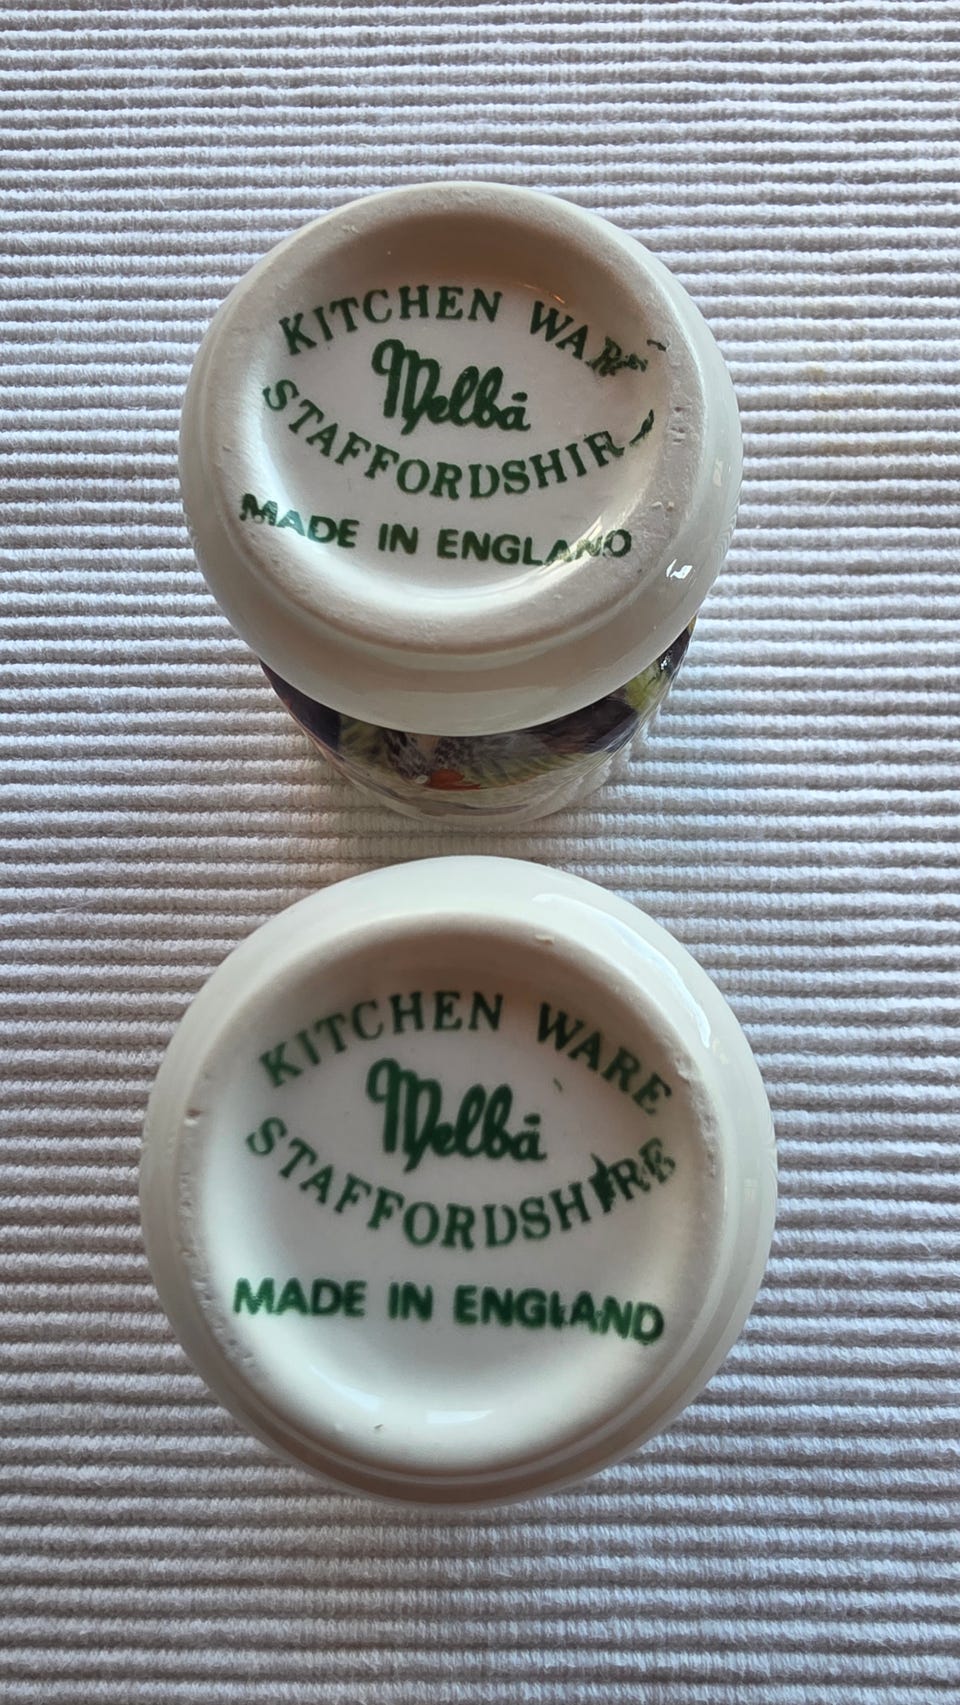 KITCHEN WARE
Melba
STAFFORDSHIRE
MADE IN ENGLAND
KITCHEN WARE
Melba
STAFFORDSHIRE
MADE IN ENGLAND